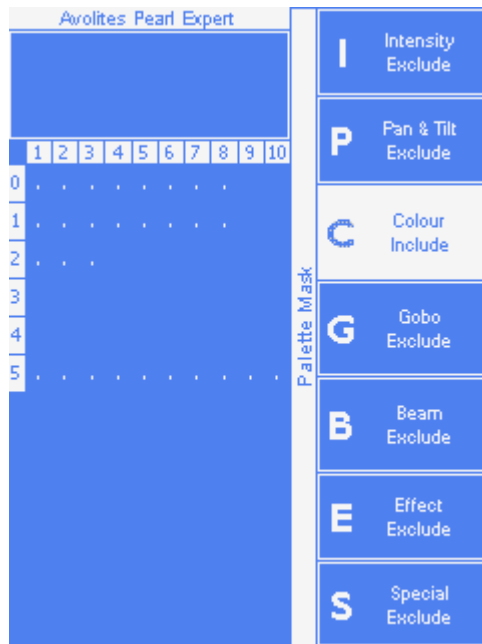 Avolites Pearl Expert
1 2 3 4 5 6 7 8 9 10
0 . . . . . . . .
1 . . . . . . . .
2 . . .
3
4
5 . . . . . . . . . .
Palette Mask
I Intensity
Exclude
P Pan & Tilt
Exclude
C Colour
Include
G Gobo
Exclude
B Beam
Exclude
E Effect
Exclude
S Special
Exclude